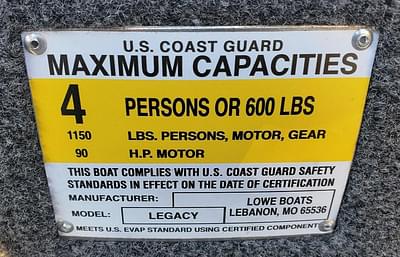 U.S. COAST GUARD
MAXIMUM CAPACITIES
4 PERSONS OR 600 LBS
1150 LBS. PERSONS, MOTOR, GEAR
90 H.P. MOTOR
THIS BOAT COMPLIES WITH U.S. COAST GUARD SAFETY
STANDARDS IN EFFECT ON THE DATE OF CERTIFICATION
MANUFACTURER: LOWE BOATS
MODEL: LEGACY LEBANON, MO 65536
MEETS U.S. EVAP STANDARD USING CERTIFIED COMPONENT